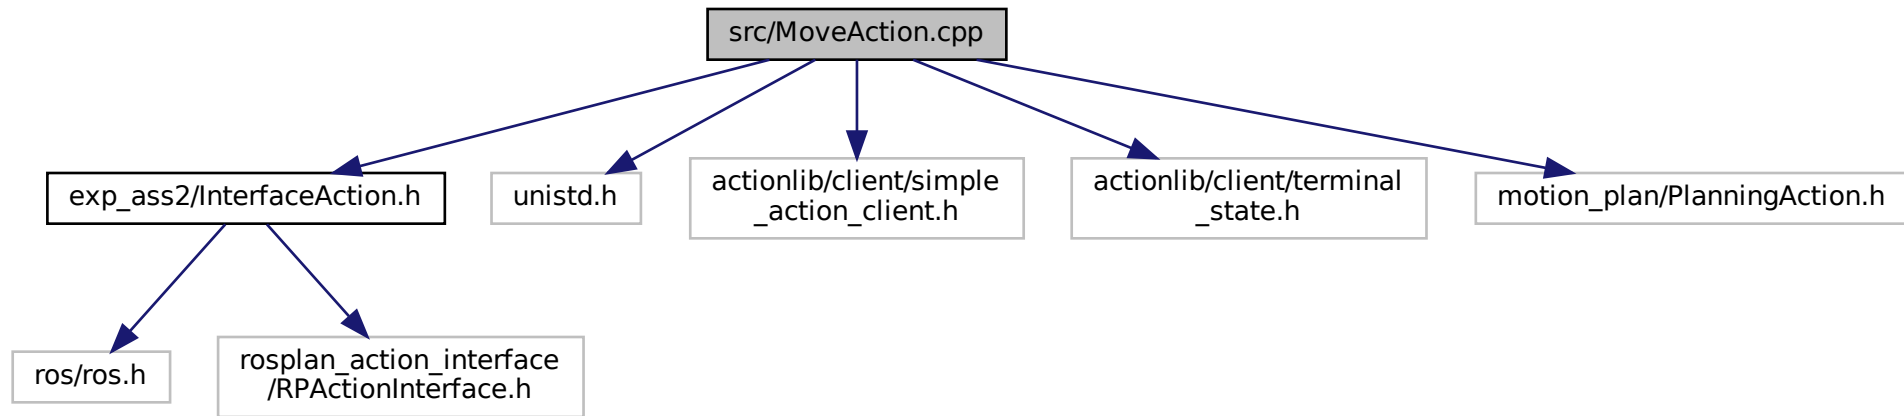 src/MoveAction.cpp
exp_ass2/InterfaceAction.h
unistd.h
actionlib/client/simple
_action_client.h
actionlib/client/terminal
_state.h
motion_plan/PlanningAction.h
ros/ros.h
rosplan_action_interface
/RPActionInterface.h